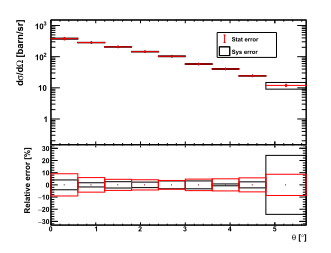 dσ/dΩ [barn/sr]
10³
10²
10
1
Stat error
Sys error
Relative error [%]
30
20
10
0
−10
−20
−30
0 1 2 3 4 5
θ [°]